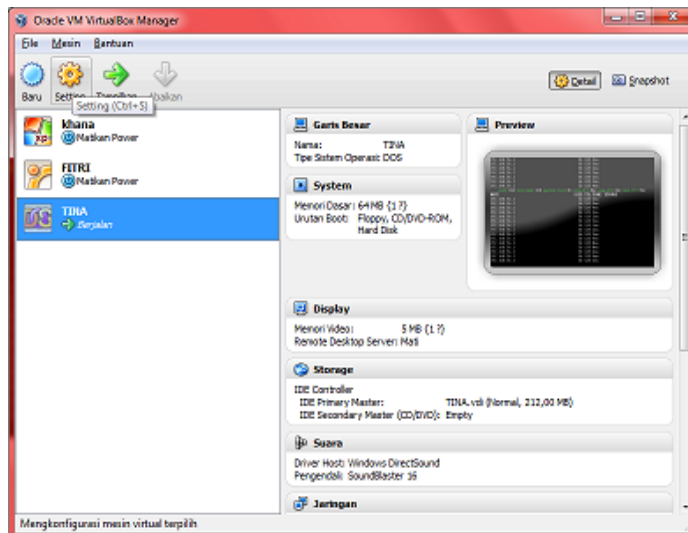 Oracle VM VirtualBox Manager
File Mesin Bantuan
Baru Setting Tampilkan Abaikan
Detail Snapshot
Setting (Ctrl+S)
khana
Matikan Power
FITRI
Matikan Power
TINA
Berjalan
Garis Besar
Nama: TINA
Tipe Sistem Operasi: DOS
Preview
System
Memori Dasar: 64 MB {1 ?}
Urutan Boot: Floppy, CD/DVD-ROM,
Hard Disk
Display
Memori Video: 5 MB {1 ?}
Remote Desktop Server: Mati
Storage
IDE Controller
IDE Primary Master: TINA.vdi (Normal, 212,00 MB)
IDE Secondary Master (CD/DVD): Empty
Suara
Driver Host: Windows DirectSound
Pengendali: SoundBlaster 16
Jaringan
Mengkonfigurasi mesin virtual terpilih